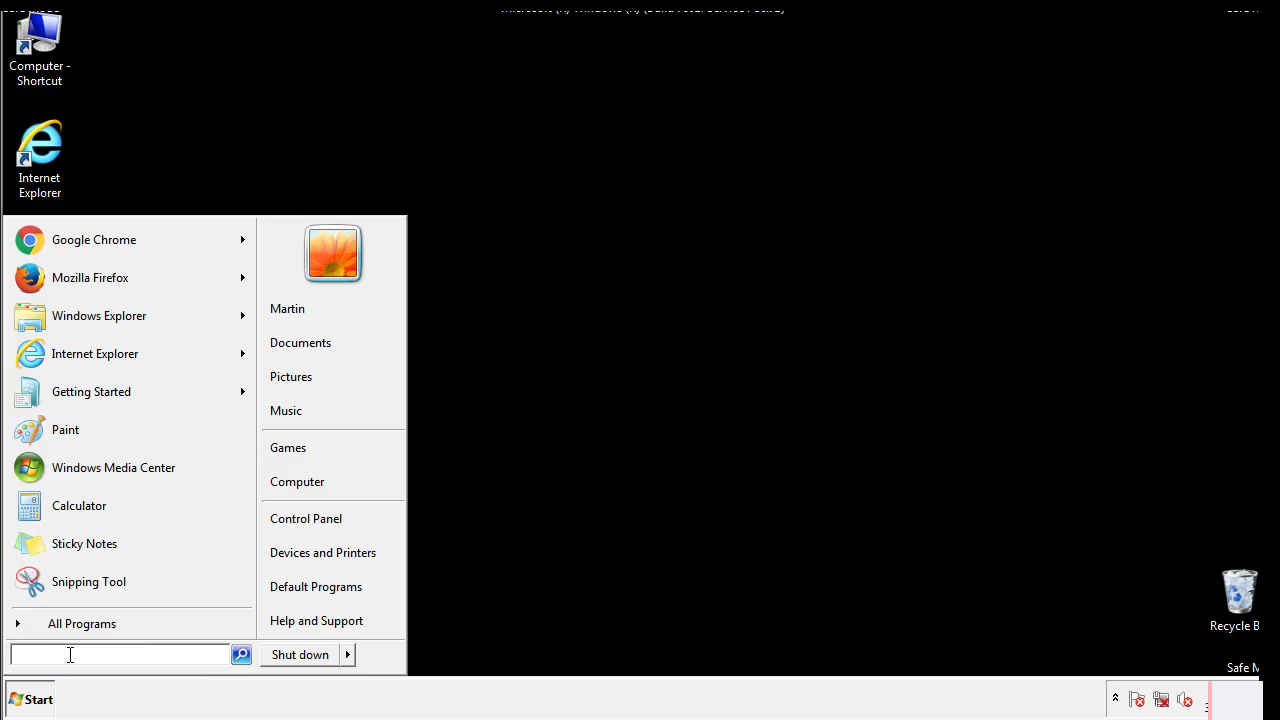 Computer -
Shortcut
Internet
Explorer
Google Chrome
Mozilla Firefox
Windows Explorer
Internet Explorer
Getting Started
Paint
Windows Media Center
Calculator
Sticky Notes
Snipping Tool
All Programs
Martin
Documents
Pictures
Music
Games
Computer
Control Panel
Devices and Printers
Default Programs
Help and Support
Shut down
Recycle B
Safe M
Start